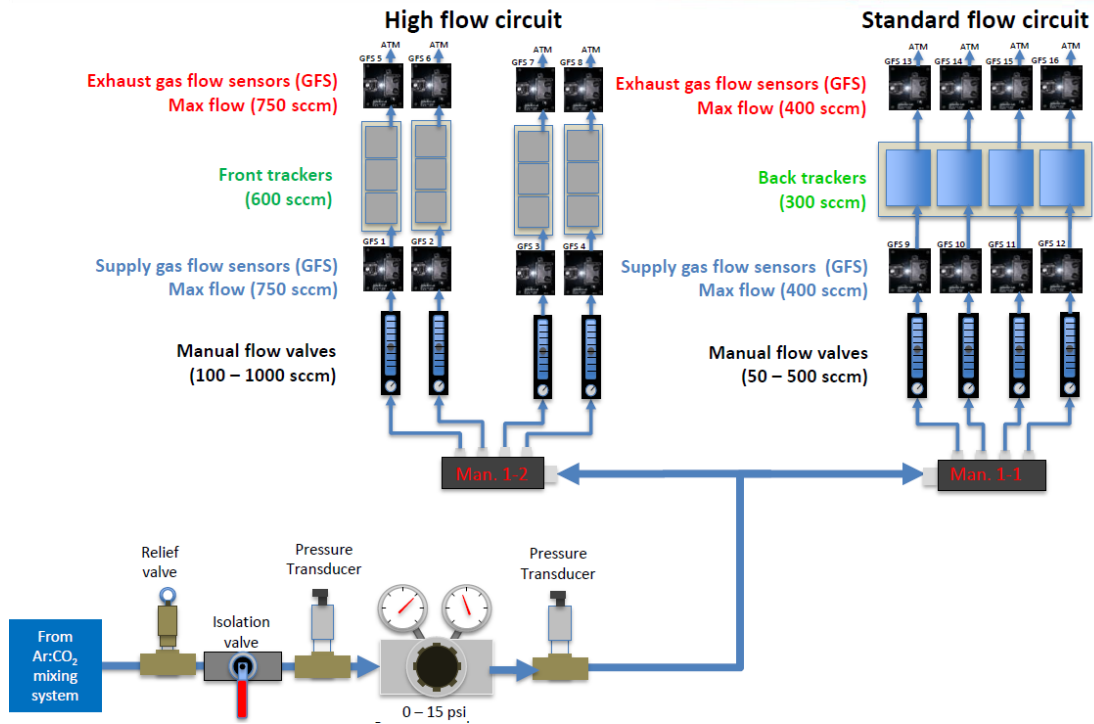 High flow circuit
Standard flow circuit
ATM
ATM
ATM
ATM
ATM
ATM
ATM
ATM
GFS 5
GFS 6
GFS 7
GFS 8
GFS 13
GFS 14
GFS 15
GFS 16
Exhaust gas flow sensors (GFS)
Max flow (750 sccm)
Exhaust gas flow sensors (GFS)
Max flow (400 sccm)
Front trackers
(600 sccm)
Back trackers
(300 sccm)
GFS 1
GFS 2
GFS 3
GFS 4
GFS 9
GFS 10
GFS 11
GFS 12
Supply gas flow sensors (GFS)
Max flow (750 sccm)
Supply gas flow sensors (GFS)
Max flow (400 sccm)
Manual flow valves
(100 – 1000 sccm)
Manual flow valves
(50 – 500 sccm)
Man. 1-2
Man. 1-1
Relief
valve
Isolation
valve
Pressure
Transducer
Pressure
Transducer
From
Ar:CO₂
mixing
system
0 – 15 psi